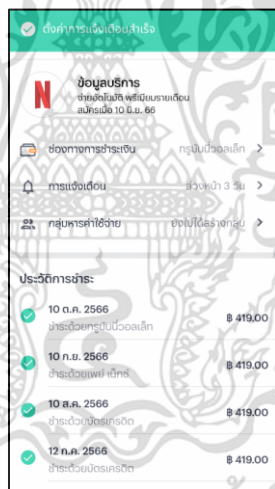 ตั้งค่าการแจ้งเตือนสำเร็จ
N
ข้อมูลบริการ
จ่ายอัตโนมัติ พรีเมียมรายเดือน
สมัครเมื่อ 10 มิ.ย. 66
ช่องทางการชำระเงิน ทรูมันนี่วอลเล็ท >
การแจ้งเตือน ล่วงหน้า 3 วัน >
กลุ่มหารค่าใช้จ่าย ยังไม่ได้สร้างกลุ่ม >
ประวัติการชำระ
10 ต.ค. 2566 ฿ 419.00
ชำระด้วยทรูมันนี่วอลเล็ท
10 ก.ย. 2566 ฿ 419.00
ชำระด้วยเพย์ เน็กซ์
10 ส.ค. 2566 ฿ 419.00
ชำระด้วยบัตรเครดิต
12 ก.ค. 2566 ฿ 419.00
ชำระด้วยบัตรเครดิต